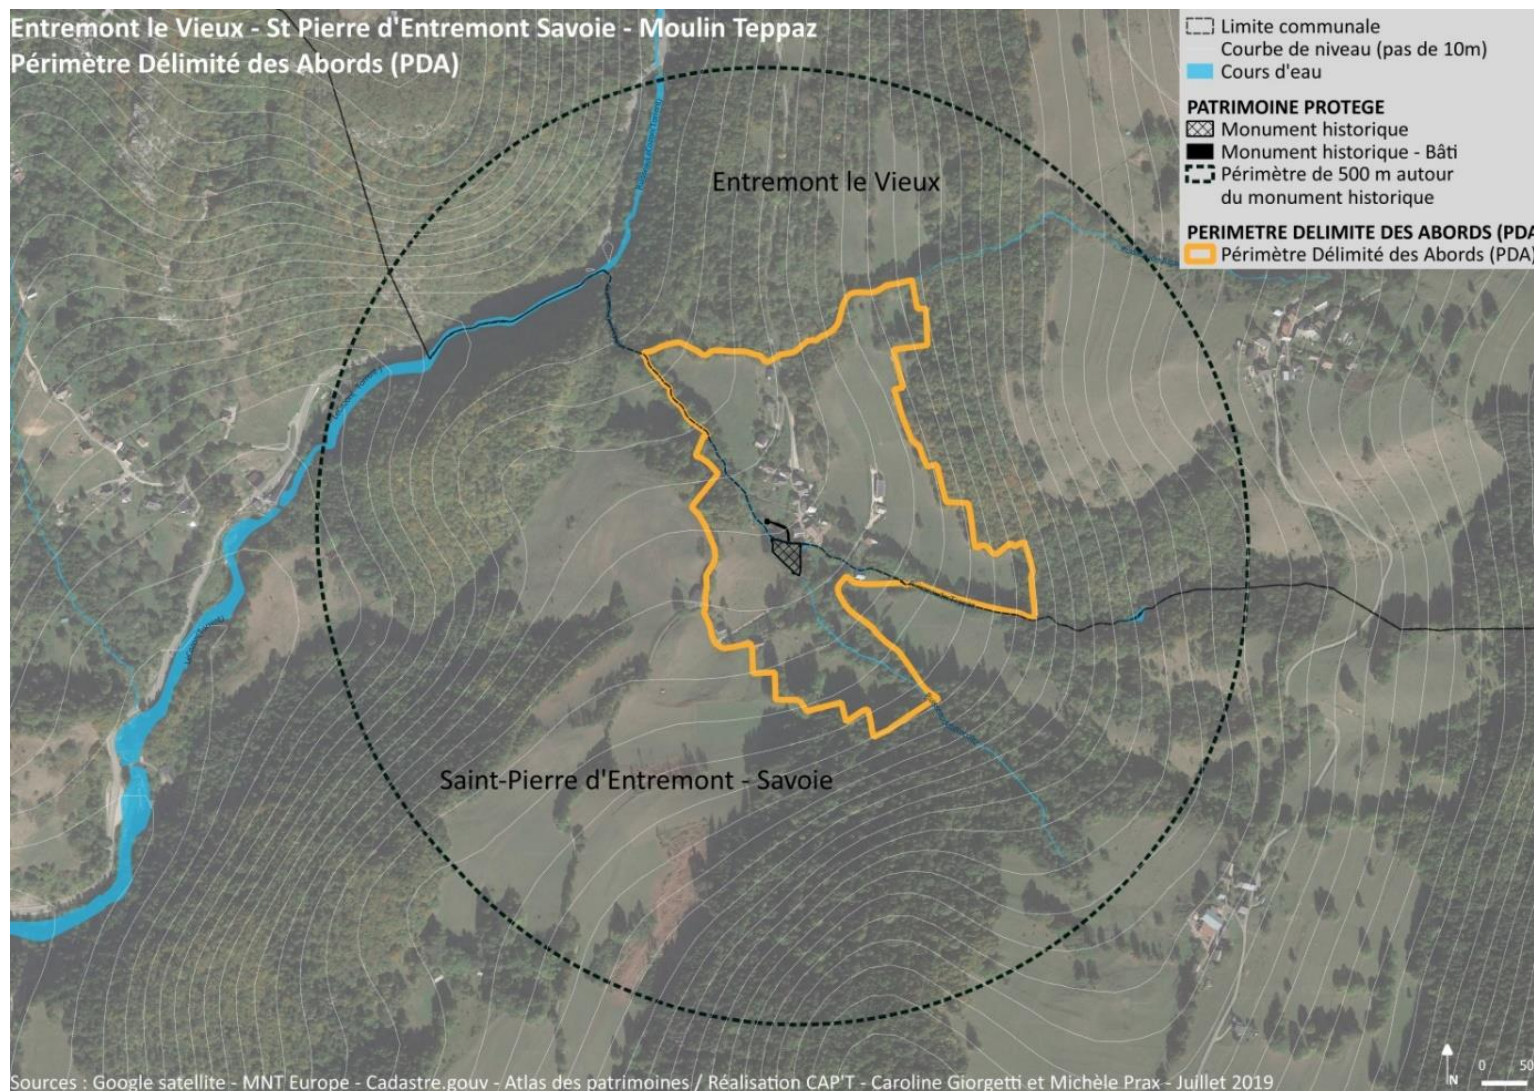 Entremont le Vieux - St Pierre d'Entremont Savoie - Moulin Teppaz
Périmètre Délimité des Abords (PDA)
Limite communale
Courbe de niveau (pas de 10m)
Cours d'eau
PATRIMOINE PROTEGE
Monument historique
Monument historique - Bâti
Périmètre de 500 m autour
du monument historique
PERIMETRE DELIMITE DES ABORDS (PDA
Périmètre Délimité des Abords (PDA)
Entremont le Vieux
Saint-Pierre d'Entremont - Savoie
N
0 50
Sources : Google satellite - MNT Europe - Cadastre.gouv - Atlas des patrimoines / Réalisation CAP'T - Caroline Giorgetti et Michèle Prax - Juillet 2019